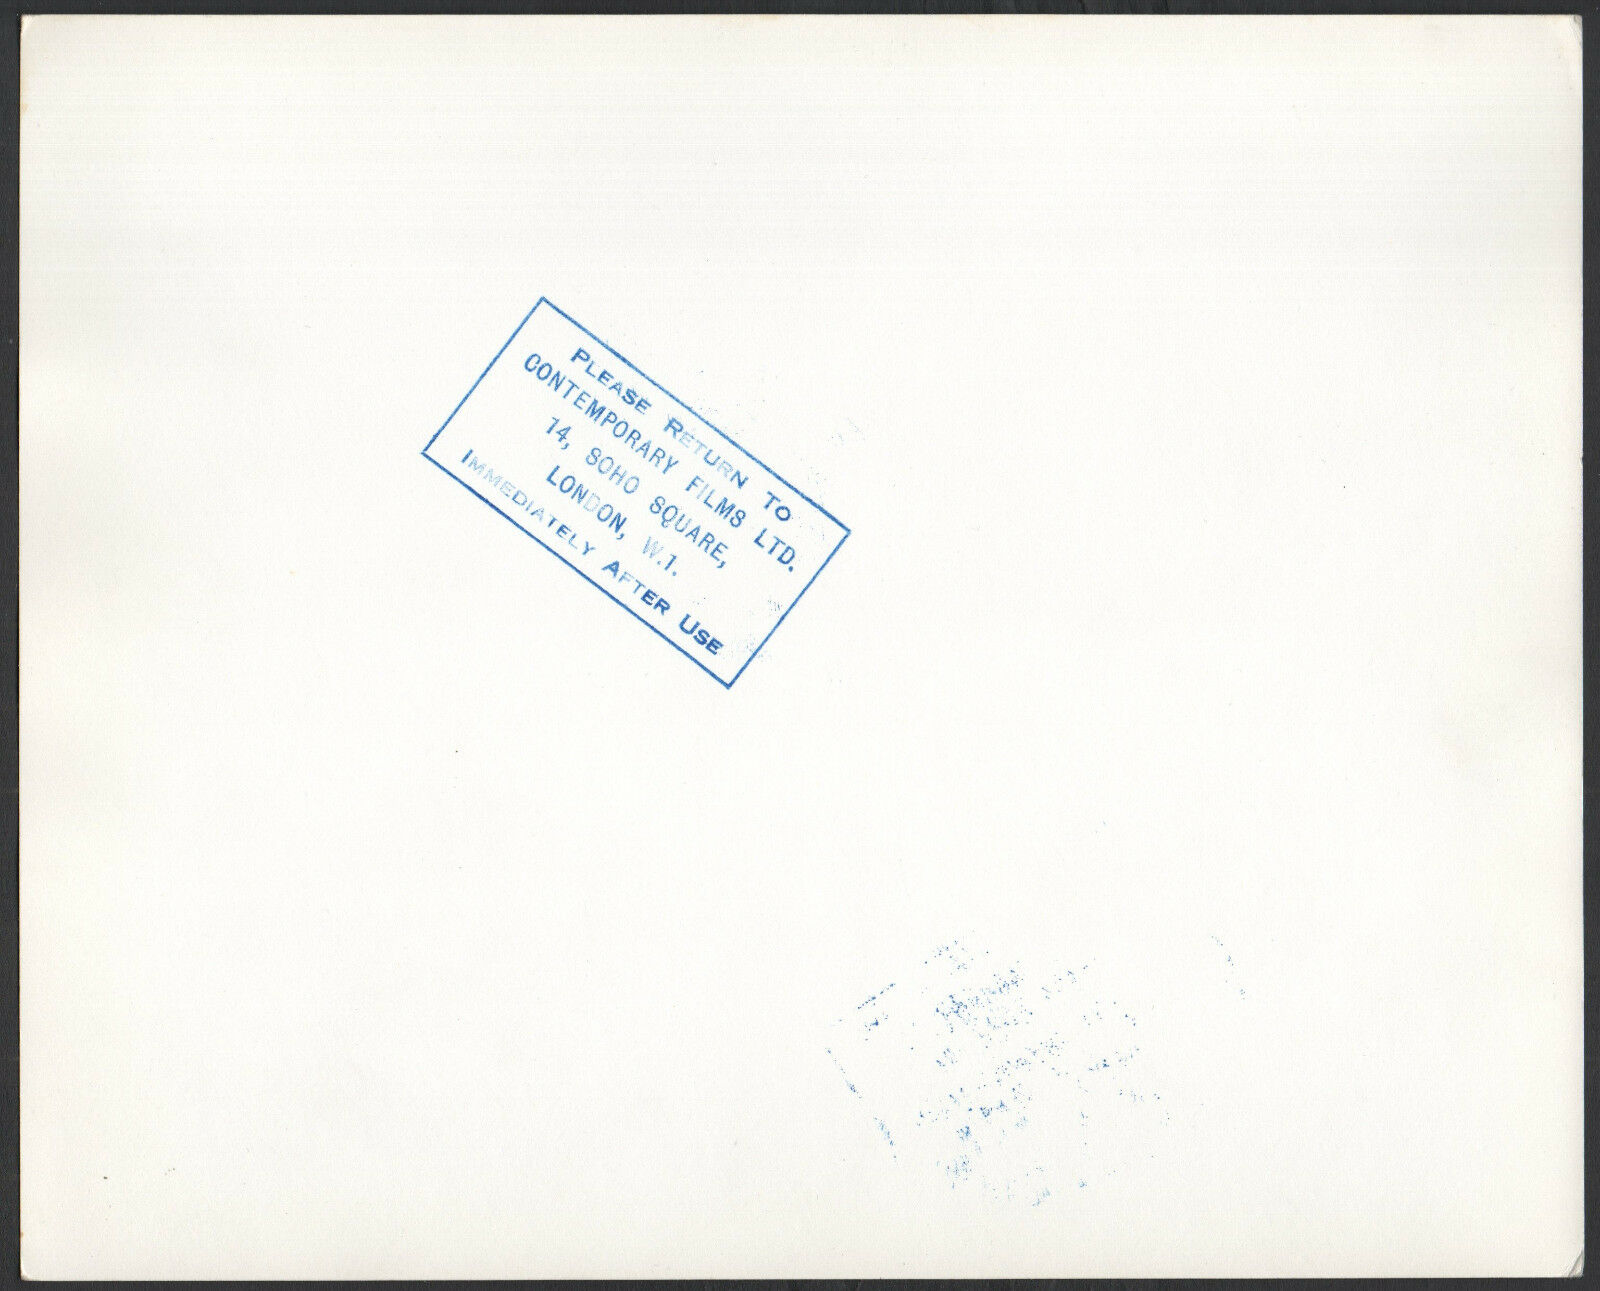 PLEASE RETURN TO
CONTEMPORARY FILMS LTD.
14, SOHO SQUARE,
LONDON, W.1.
IMMEDIATELY AFTER USE